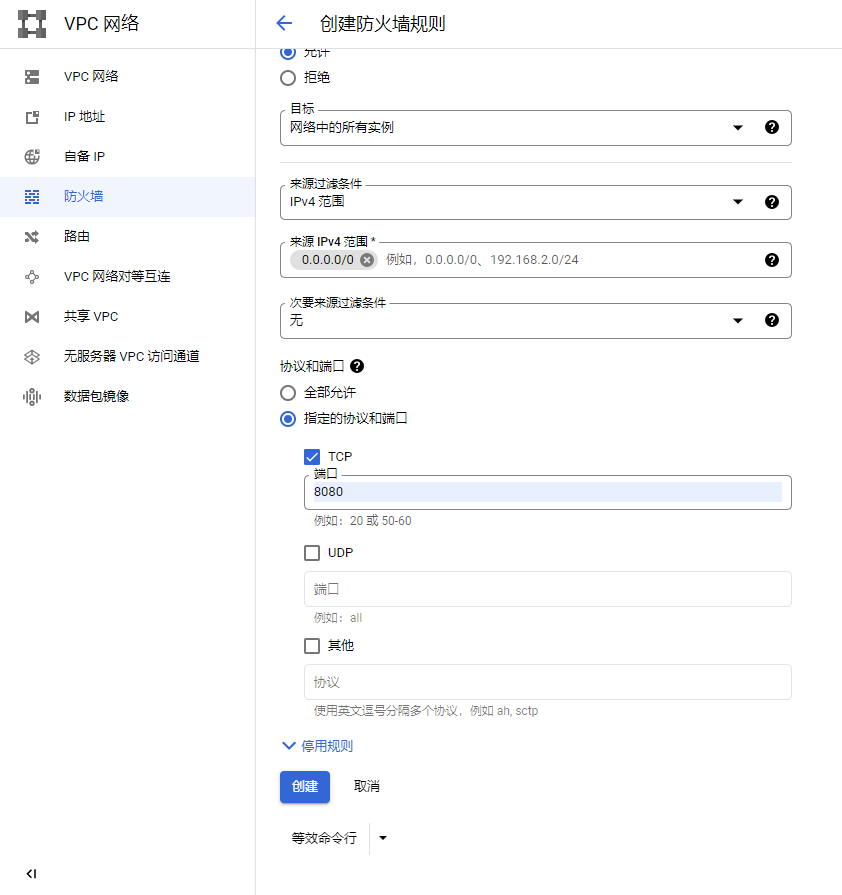 VPC 网络
创建防火墙规则
VPC 网络
IP 地址
自备 IP
防火墙
路由
VPC 网络对等互连
共享 VPC
无服务器 VPC 访问通道
数据包镜像
允许
拒绝
目标
网络中的所有实例
来源过滤条件
IPv4 范围
来源 IPv4 范围 *
0.0.0.0/0 例如，0.0.0.0/0、192.168.2.0/24
次要来源过滤条件
无
协议和端口
全部允许
指定的协议和端口
TCP
端口
8080
例如：20 或 50-60
UDP
端口
例如：all
其他
协议
使用英文逗号分隔多个协议，例如 ah, sctp
停用规则
创建 取消
等效命令行